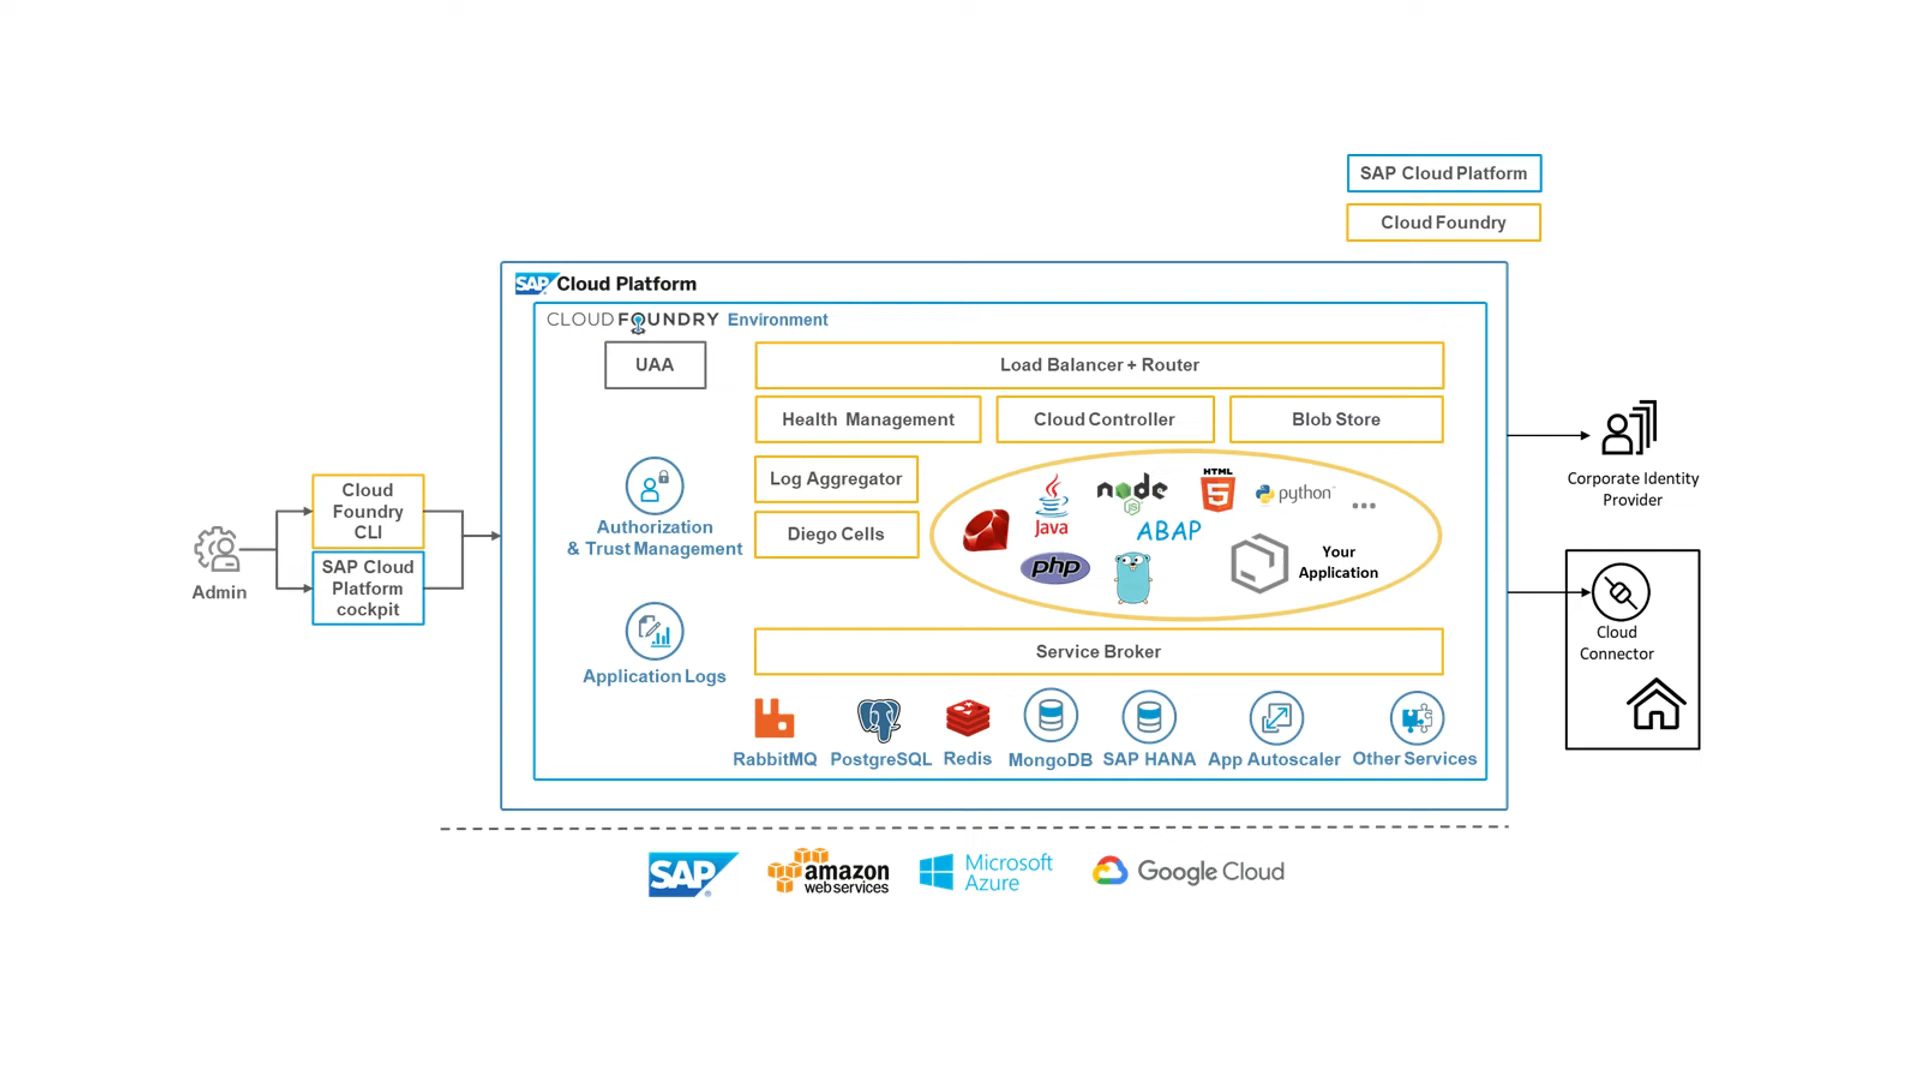 SAP Cloud Platform
Cloud Foundry
SAP Cloud Platform
CLOUD FOUNDRY Environment
UAA
Load Balancer + Router
Health Management
Cloud Controller
Blob Store
Log Aggregator
Diego Cells
Authorization
& Trust Management
Application Logs
Java
node
JS
HTML
5
python
...
ABAP
php
Your
Application
Service Broker
RabbitMQ
PostgreSQL
Redis
MongoDB
SAP HANA
App Autoscaler
Other Services
Admin
Cloud
Foundry
CLI
SAP Cloud
Platform
cockpit
Corporate Identity
Provider
Cloud
Connector
SAP
amazon
web services
Microsoft
Azure
Google Cloud